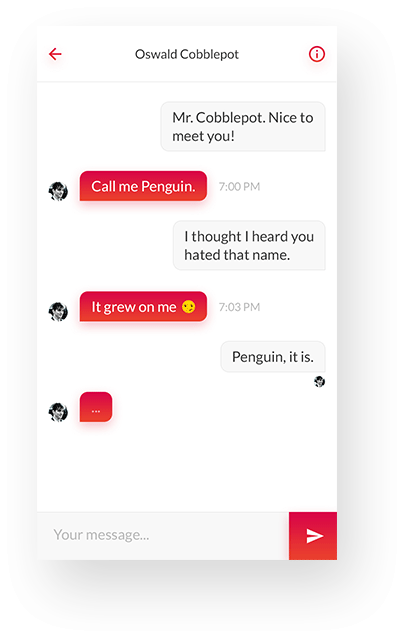 Oswald Cobblepot
Mr. Cobblepot. Nice to
meet you!
Call me Penguin.
7:00 PM
I thought I heard you
hated that name.
It grew on me 😏
7:03 PM
Penguin, it is.
...
Your message...